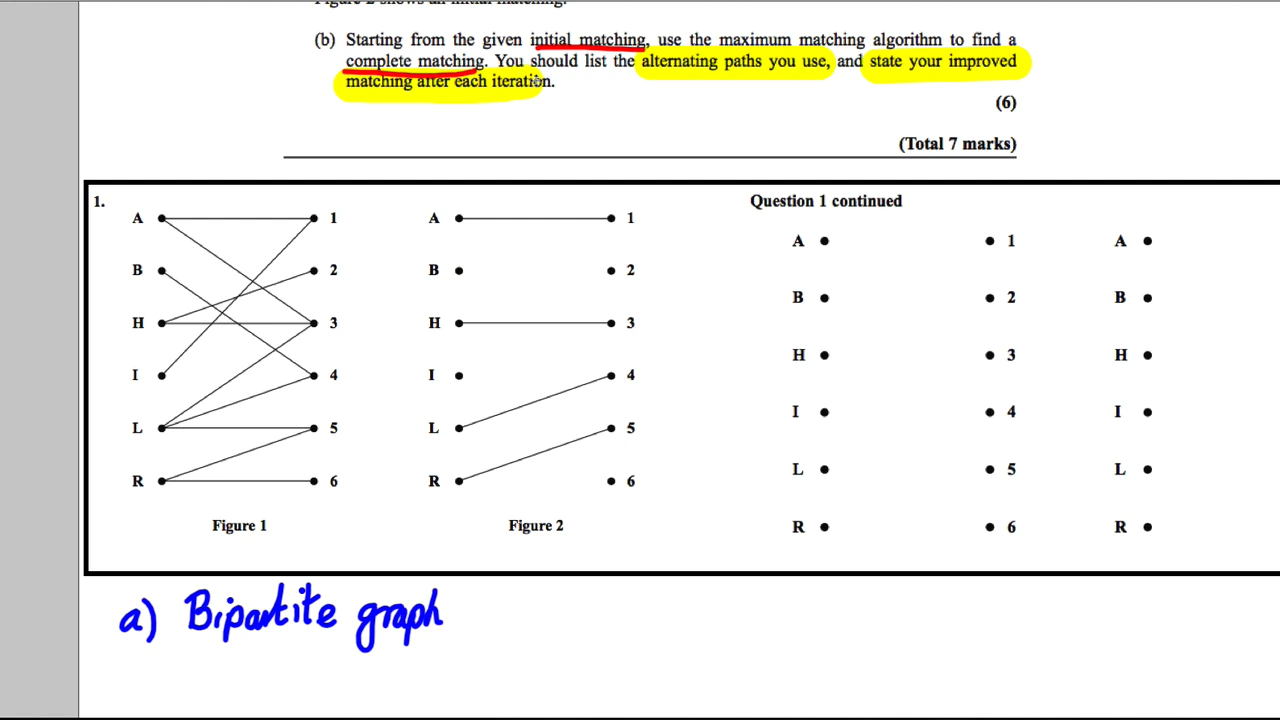 (b) Starting from the given initial matching, use the maximum matching algorithm to find a
complete matching. You should list the alternating paths you use, and state your improved
matching after each iteration.
(6)
(Total 7 marks)
1.
A 1
B 2
H 3
I 4
L 5
R 6
Figure 1
A 1
B 2
H 3
I 4
L 5
R 6
Figure 2
Question 1 continued
A 1 A
B 2 B
H 3 H
I 4 I
L 5 L
R 6 R
a) Bipartite graph